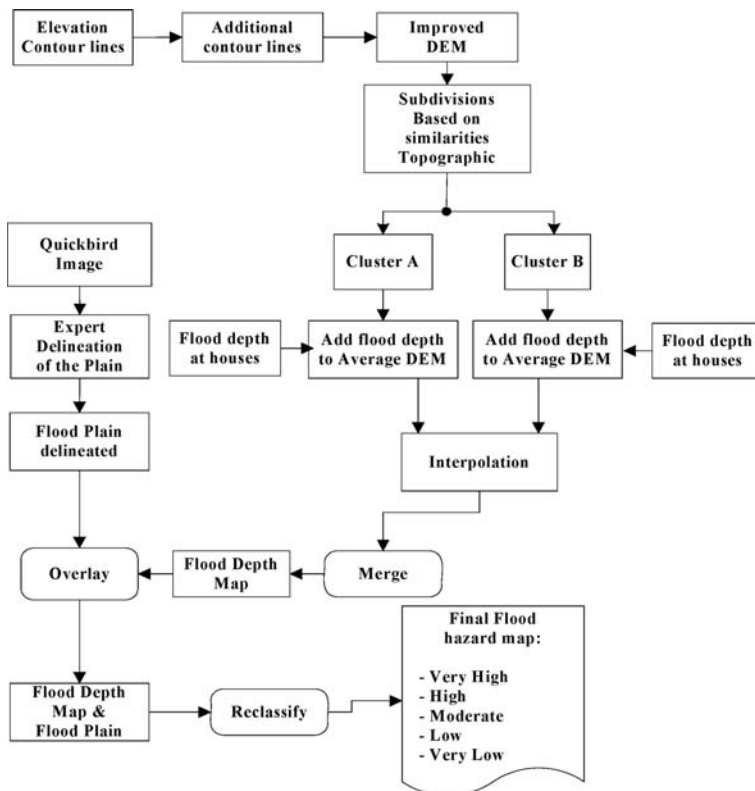 Elevation
Contour lines
Additional
contour lines
Improved
DEM
Subdivisions
Based on
similarities
Topographic
Quickbird
Image
Cluster A
Cluster B
Expert
Delineation
of the Plain
Flood depth
at houses
Add flood depth
to Average DEM
Add flood depth
to Average DEM
Flood depth
at houses
Flood Plain
delineated
Interpolation
Overlay
Flood Depth
Map
Merge
Final Flood
hazard map:
- Very High
- High
- Moderate
- Low
- Very Low
Flood Depth
Map &
Flood Plain
Reclassify